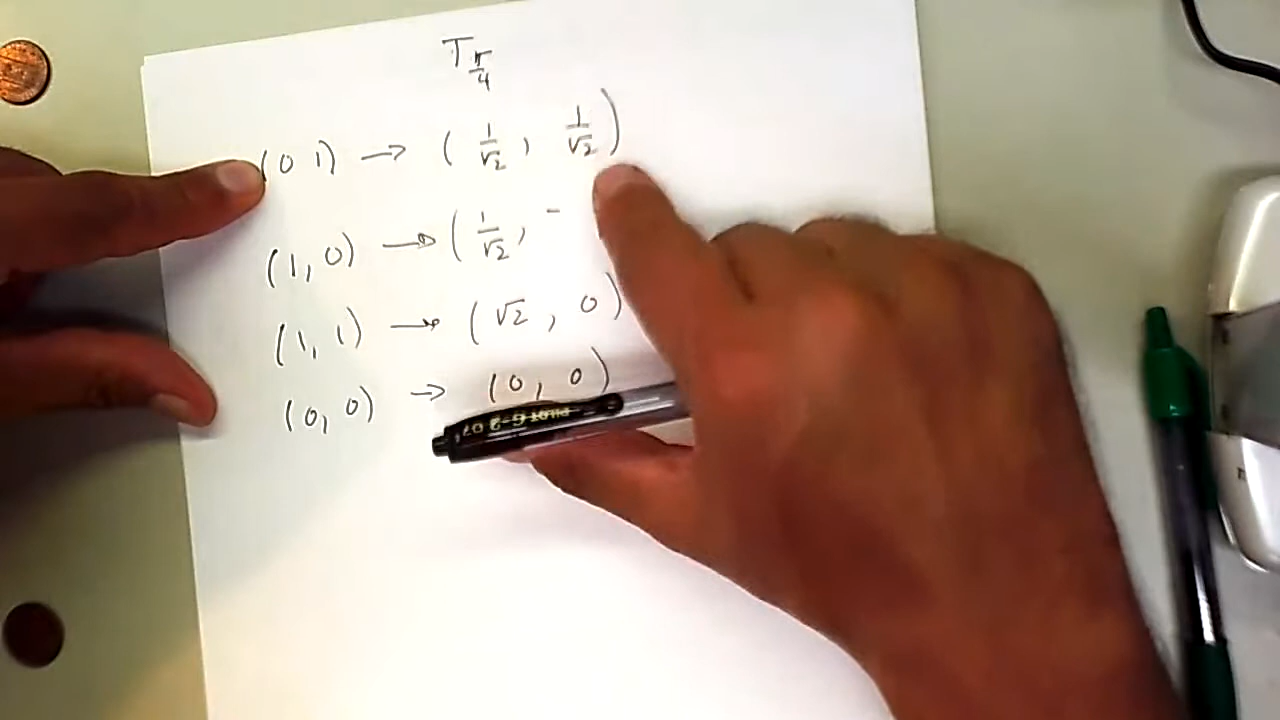 T π/4
(0 1) → ( 1/√2 , 1/√2 )
(1, 0) → ( 1/√2 , -
(1, 1) → ( √2 , 0 )
(0, 0) → (0, 0)
PILOT G-2 07